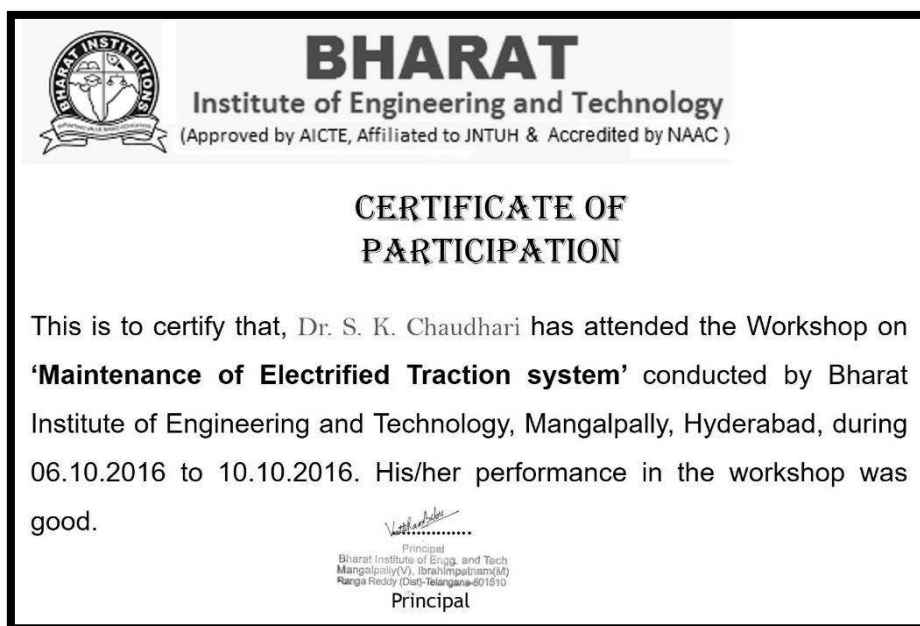 BHARAT INSTITUTIONS
BHARAT
Institute of Engineering and Technology
(Approved by AICTE, Affiliated to JNTUH & Accredited by NAAC )
CERTIFICATE OF
PARTICIPATION
This is to certify that, Dr. S. K. Chaudhari has attended the Workshop on
‘Maintenance of Electrified Traction system’ conducted by Bharat
Institute of Engineering and Technology, Mangalpally, Hyderabad, during
06.10.2016 to 10.10.2016. His/her performance in the workshop was
good.
Principal
Bharat Institute of Engg. and Tech
Mangalpally(V), Ibrahimpatnam(M)
Ranga Reddy (Dist)-Telangana-501510
Principal